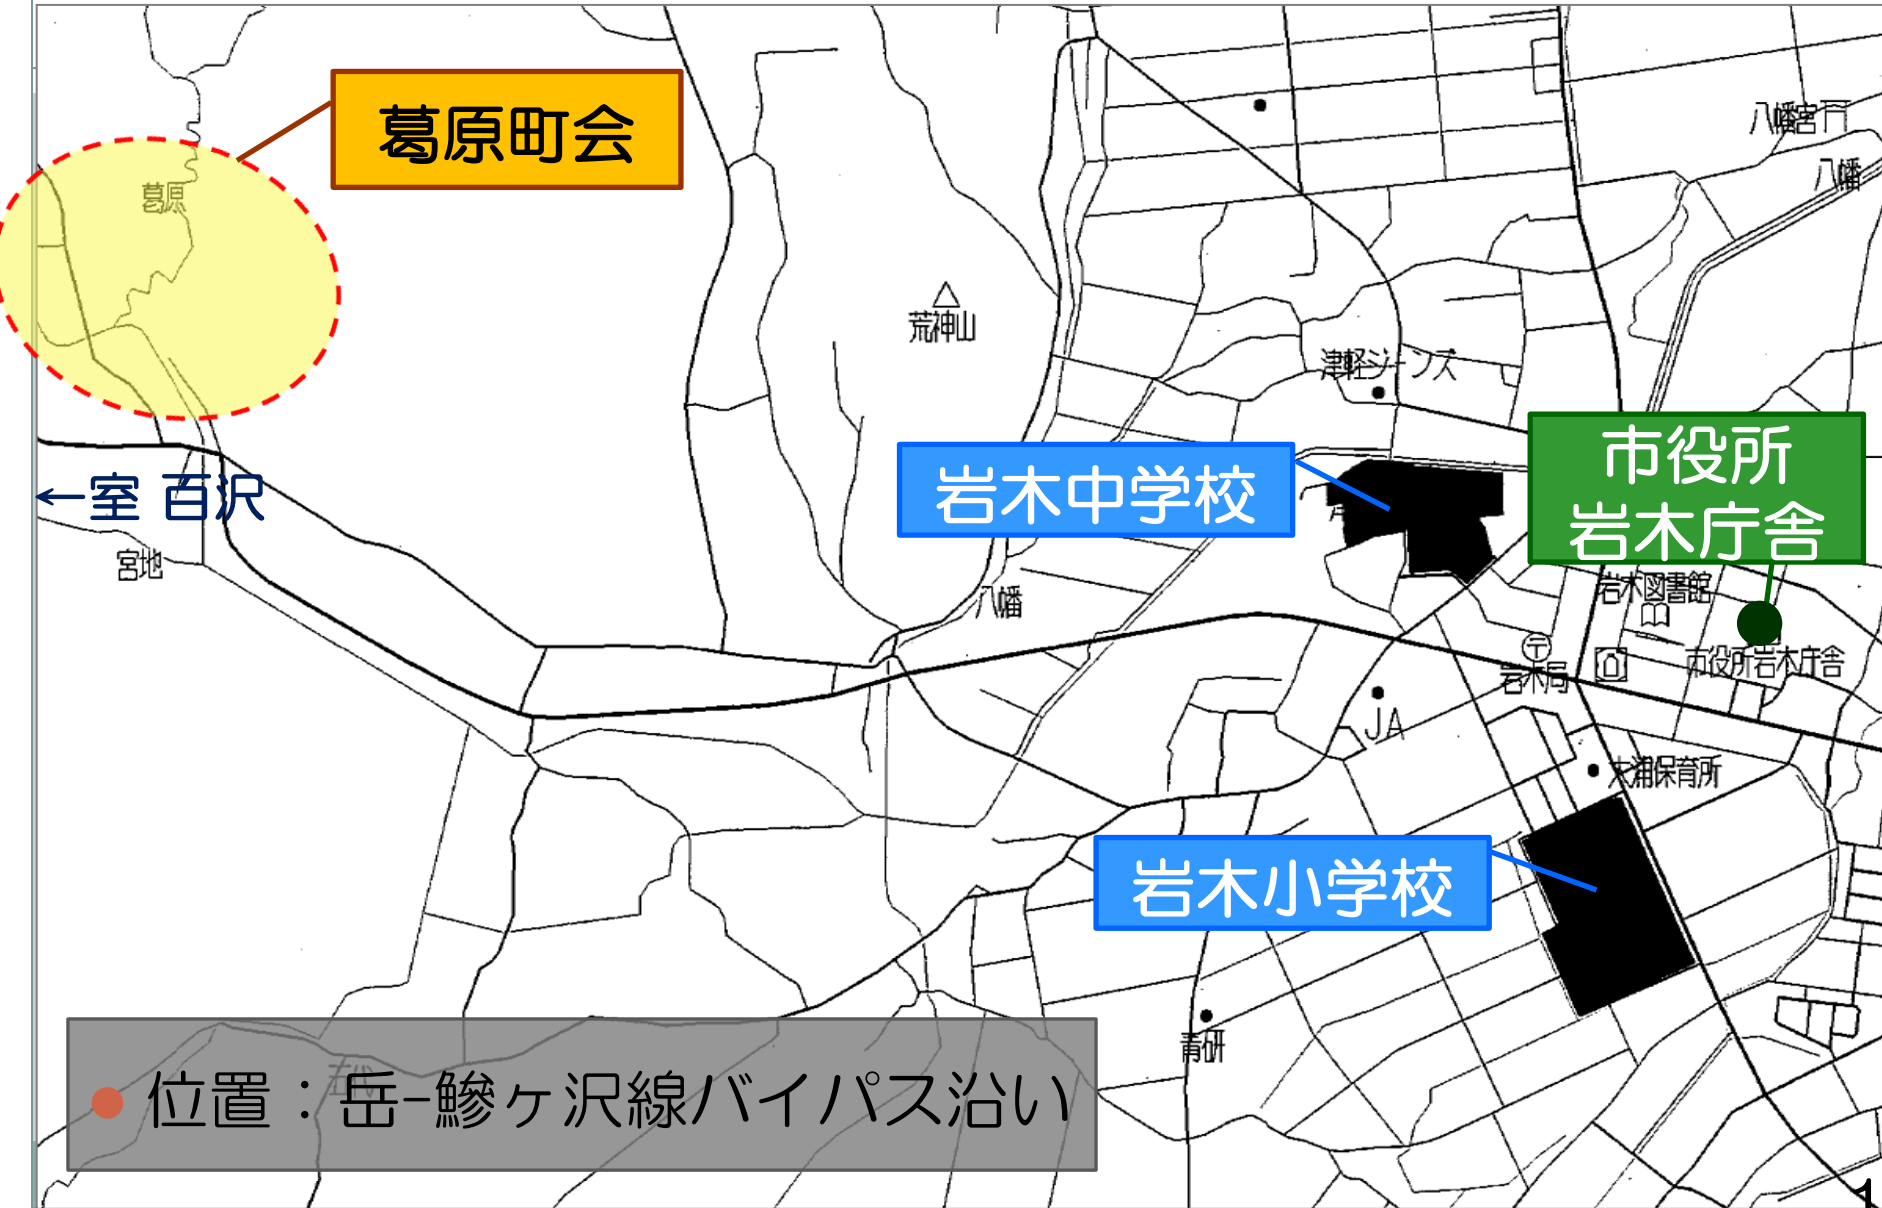 葛原町会
八幡宮
八幡
葛原
荒神山
津軽ジーンズ
市役所
岩木庁舎
岩木中学校
←室 百沢
宮地
八幡
岩木図書館
〒
岩木局
市役所岩木庁舎
JA
大浦保育所
岩木小学校
青研
位置：岳-鰺ヶ沢線バイパス沿い
1